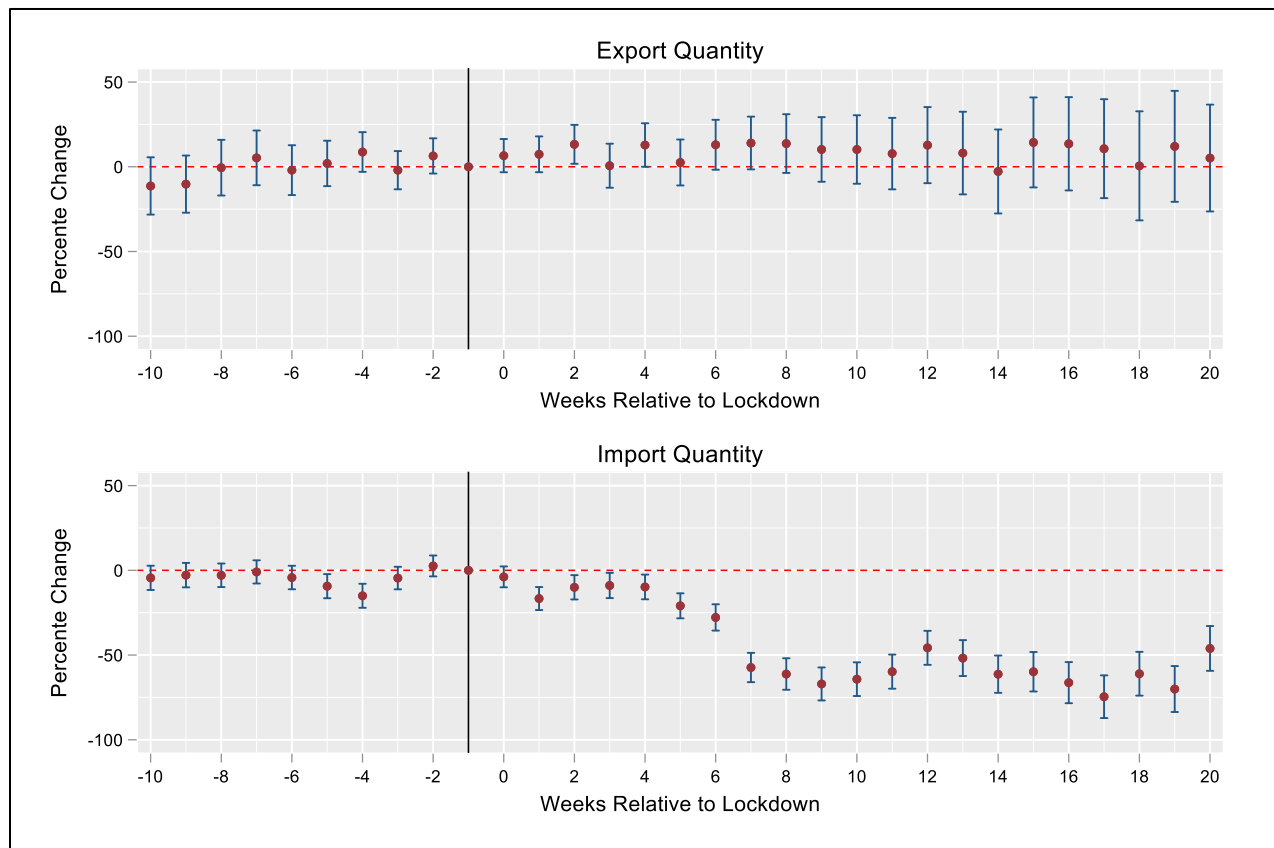 Export Quantity
50
0
-50
-100
Percente Change
-10 -8 -6 -4 -2 0 2 4 6 8 10 12 14 16 18 20
Weeks Relative to Lockdown
Import Quantity
50
0
-50
-100
Percente Change
-10 -8 -6 -4 -2 0 2 4 6 8 10 12 14 16 18 20
Weeks Relative to Lockdown